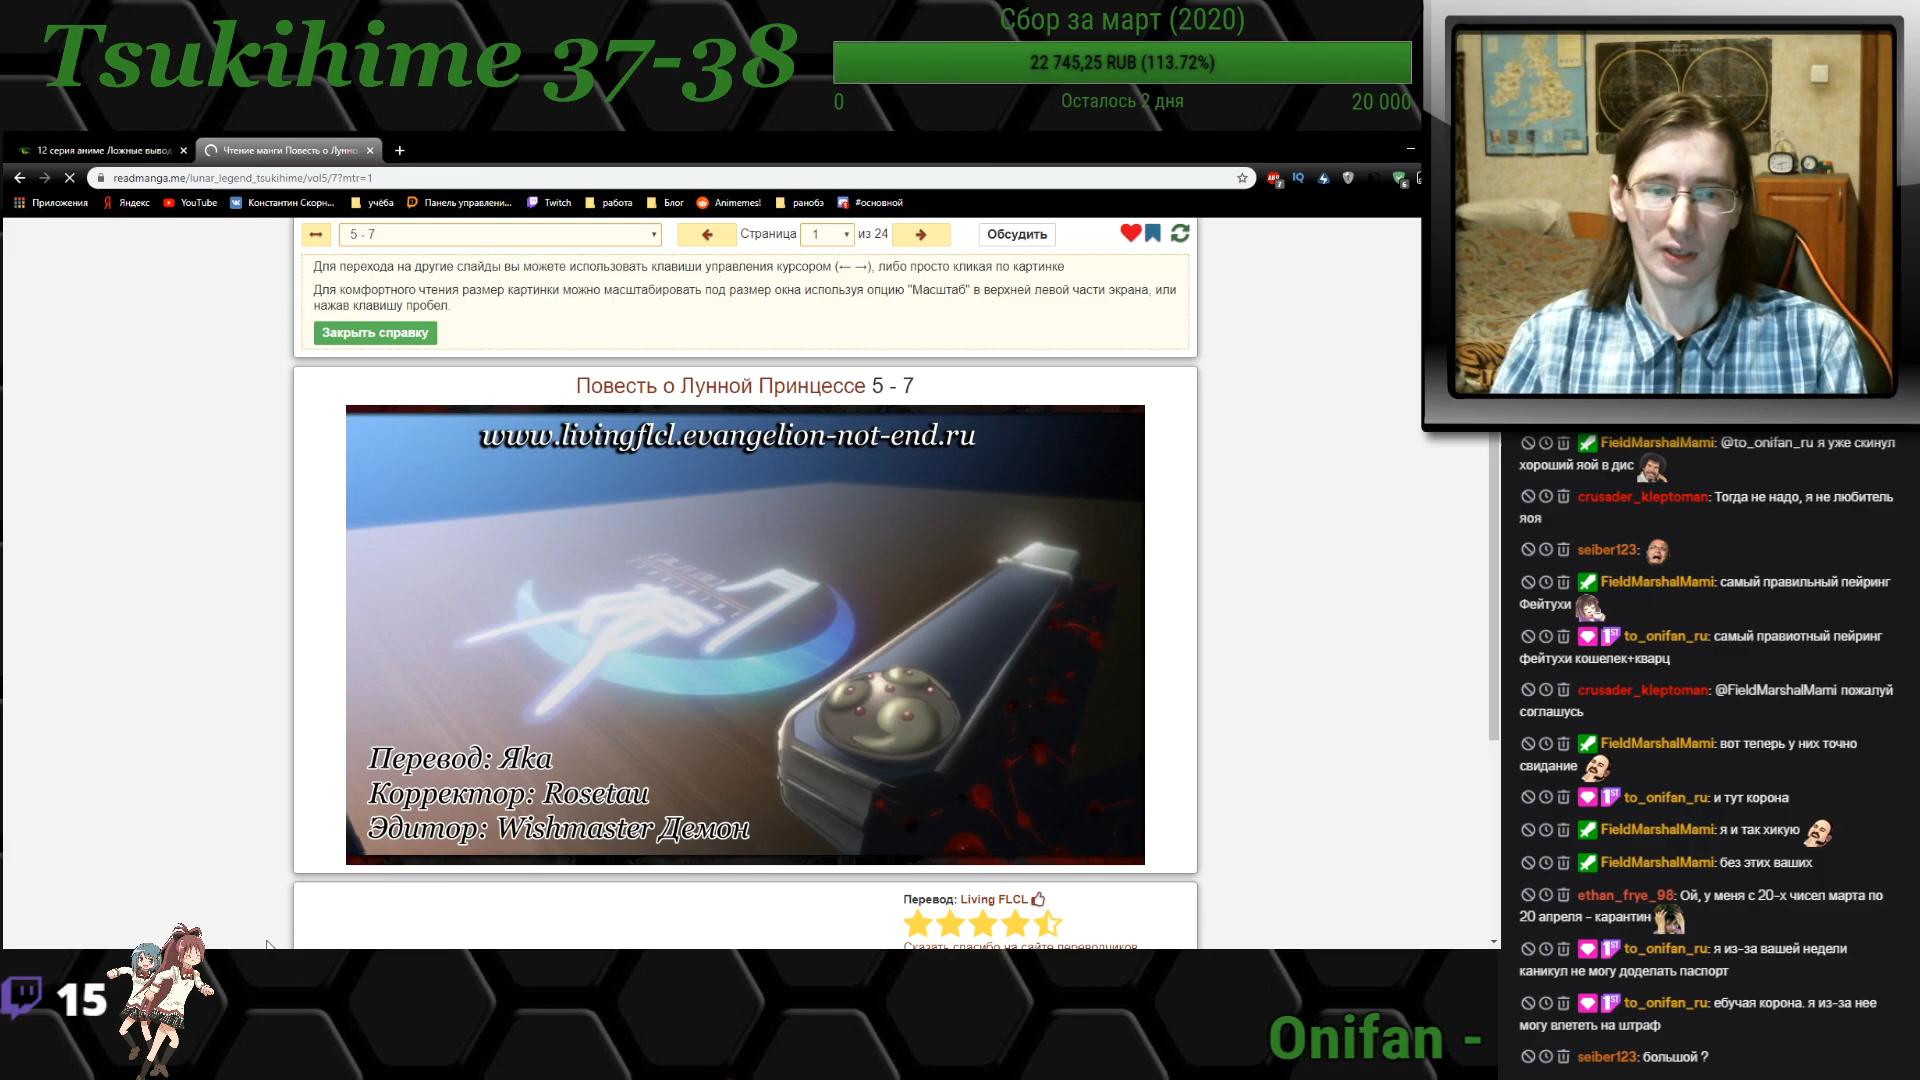 Tsukihime 37-38
Сбор за март (2020)
22 745,25 RUB (113.72%)
0
Осталось 2 дня
20 000
12 серия аниме Ложные вывод
Чтение манги Повесть о Лунно
readmanga.me/lunar_legend_tsukihime/vol5/7?mtr=1
Приложения
Яндекс
YouTube
Константин Скорн...
учёба
Панель управлени...
Twitch
работа
Блог
Animemes!
ранобэ
#основной
5 - 7
Страница
1
из 24
Обсудить
Для перехода на другие слайды вы можете использовать клавиши управления курсором (← →), либо просто кликая по картинке
Для комфортного чтения размер картинки можно масштабировать под размер окна используя опцию "Масштаб" в верхней левой части экрана, или
нажав клавишу пробел.
Закрыть справку
Повесть о Лунной Принцессе 5 - 7
www.livingflcl.evangelion-not-end.ru
Перевод: Яка
Корректор: Rosetau
Эдитор: Wishmaster Демон
Перевод: Living FLCL
Сказать спасибо на сайте переводчиков
FieldMarshalMami: @to_onifan_ru я уже скинул
хороший яой в дис
crusader_kleptoman: Тогда не надо, я не любитель
яоя
seiber123:
FieldMarshalMami: самый правильный пейринг
Фейтухи
to_onifan_ru: самый правиотный пейринг
фейтухи кошелек+кварц
crusader_kleptoman: @FieldMarshalMami пожалуй
соглашусь
FieldMarshalMami: вот теперь у них точно
свидание
to_onifan_ru: и тут корона
FieldMarshalMami: я и так хикую
FieldMarshalMami: без этих ваших
ethan_frye_98: Ой, у меня с 20-х чисел марта по
20 апреля - карантин
to_onifan_ru: я из-за вашей недели
каникул не могу доделать паспорт
to_onifan_ru: ебучая корона. я из-за нее
могу влететь на штраф
seiber123: большой ?
15
Onifan -